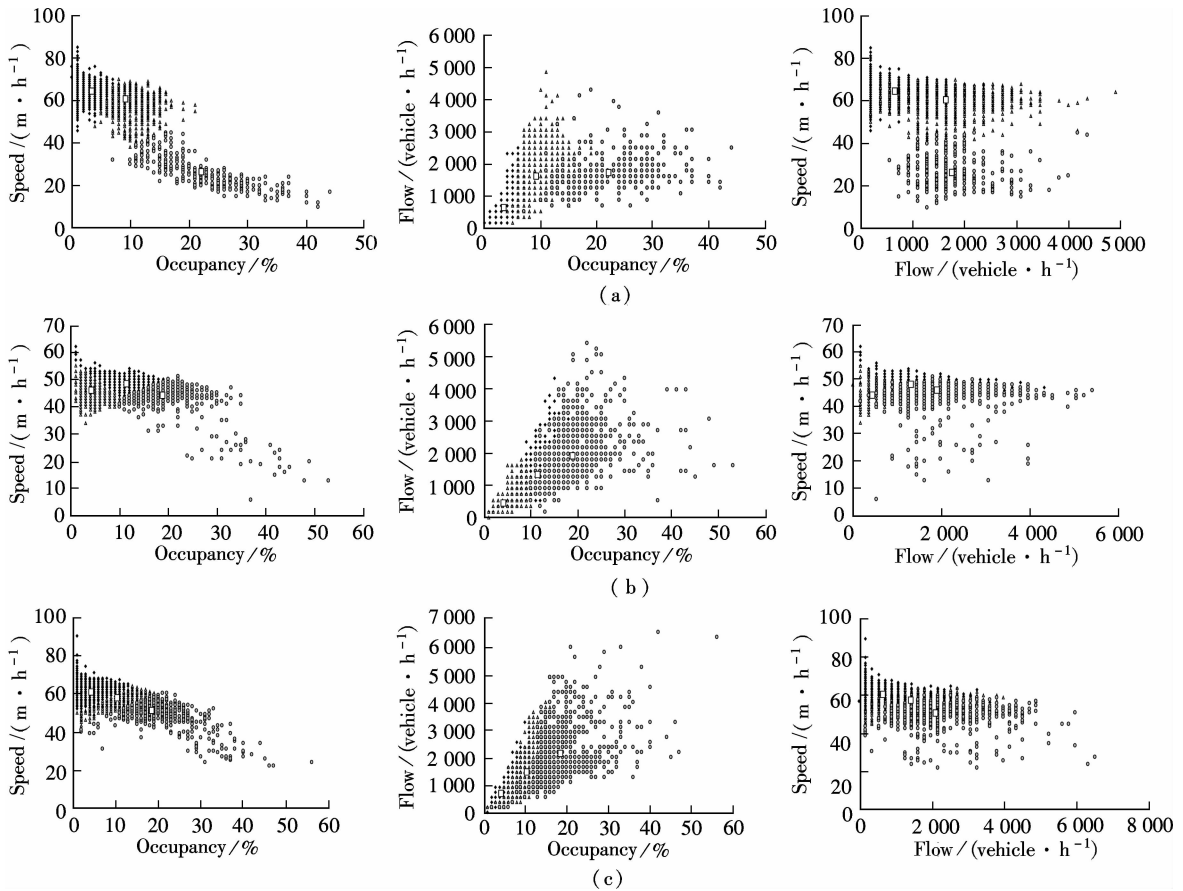 100
80
60
40
20
0
Speed /( m · h⁻¹ )
0 10 20 30 40 50
Occupancy /%
6 000
5 000
4 000
3 000
2 000
1 000
0
Flow /(vehicle · h⁻¹ )
0 10 20 30 40 50
Occupancy /%
100
80
60
40
20
0
Speed /( m · h⁻¹ )
0 1 000 2 000 3 000 4 000 5 000
Flow /(vehicle · h⁻¹)
( a )
70
60
50
40
30
20
10
0
Speed /( m · h⁻¹ )
0 10 20 30 40 50 60
Occupancy /%
6 000
5 000
4 000
3 000
2 000
1 000
0
Flow /(vehicle · h⁻¹ )
0 10 20 30 40 50 60
Occupancy /%
70
60
50
40
30
20
10
0
Speed /( m · h⁻¹ )
0 2 000 4 000 6 000
Flow /(vehicle · h⁻¹)
( b )
100
80
60
40
20
0
Speed /( m · h⁻¹ )
0 10 20 30 40 50 60
Occupancy /%
7 000
6 000
5 000
4 000
3 000
2 000
1 000
0
Flow /(vehicle · h⁻¹ )
0 10 20 30 40 50 60
Occupancy /%
100
80
60
40
20
0
Speed /( m · h⁻¹ )
0 2 000 4 000 6 000 8 000
Flow /(vehicle · h⁻¹)
( c )